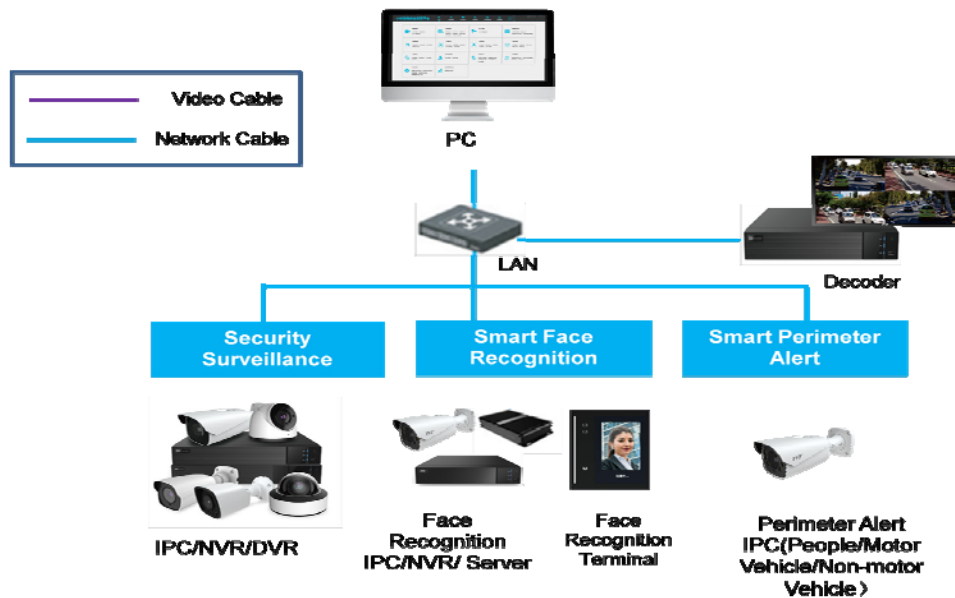 Video Cable
Network Cable
PC
LAN
Decoder
Security
Surveillance
Smart Face
Recognition
Smart Perimeter
Alert
IPC/NVR/DVR
Face
Recognition
IPC/NVR/ Server
Face
Recognition
Terminal
Perimeter Alert
IPC(People/Motor
Vehicle/Non-motor
Vehicle）